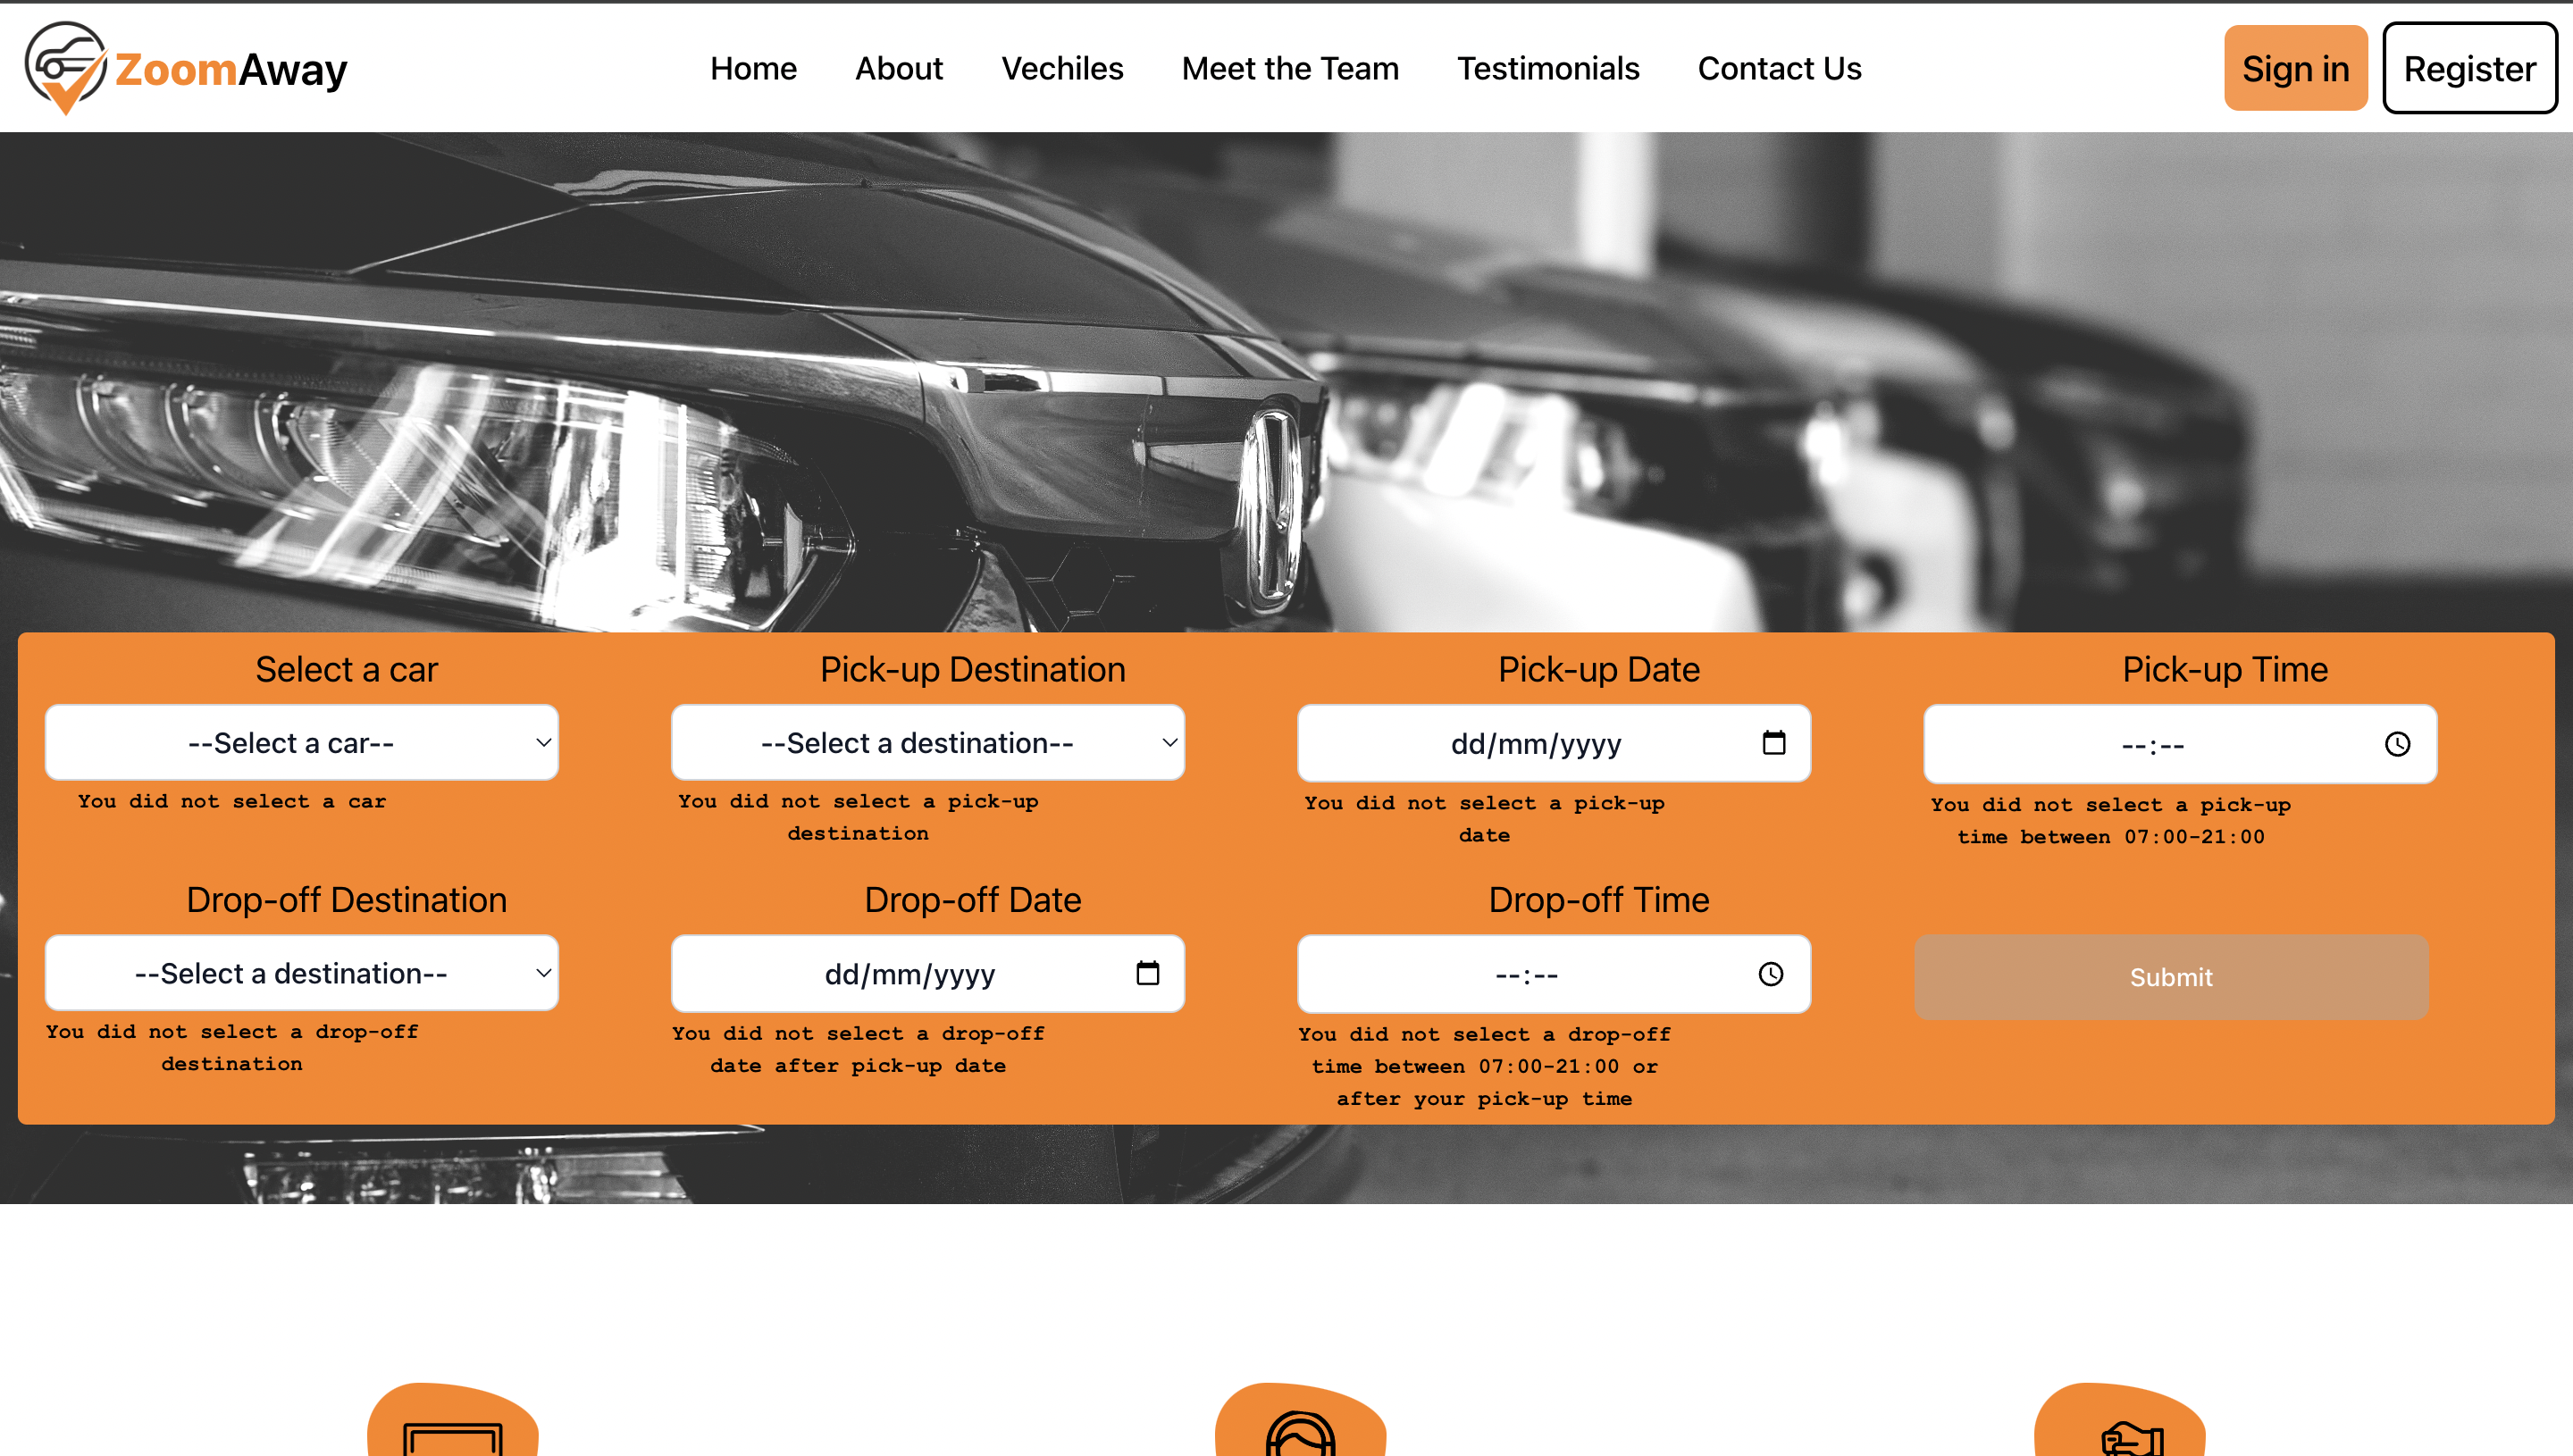 ZoomAway
Home About Vechiles Meet the Team Testimonials Contact Us
Sign in Register
Select a car Pick-up Destination Pick-up Date Pick-up Time
--Select a car-- --Select a destination-- dd/mm/yyyy --:--
You did not select a car
You did not select a pick-up
destination
You did not select a pick-up
date
You did not select a pick-up
time between 07:00-21:00
Drop-off Destination Drop-off Date Drop-off Time
--Select a destination-- dd/mm/yyyy --:-- Submit
You did not select a drop-off
destination
You did not select a drop-off
date after pick-up date
You did not select a drop-off
time between 07:00-21:00 or
after your pick-up time